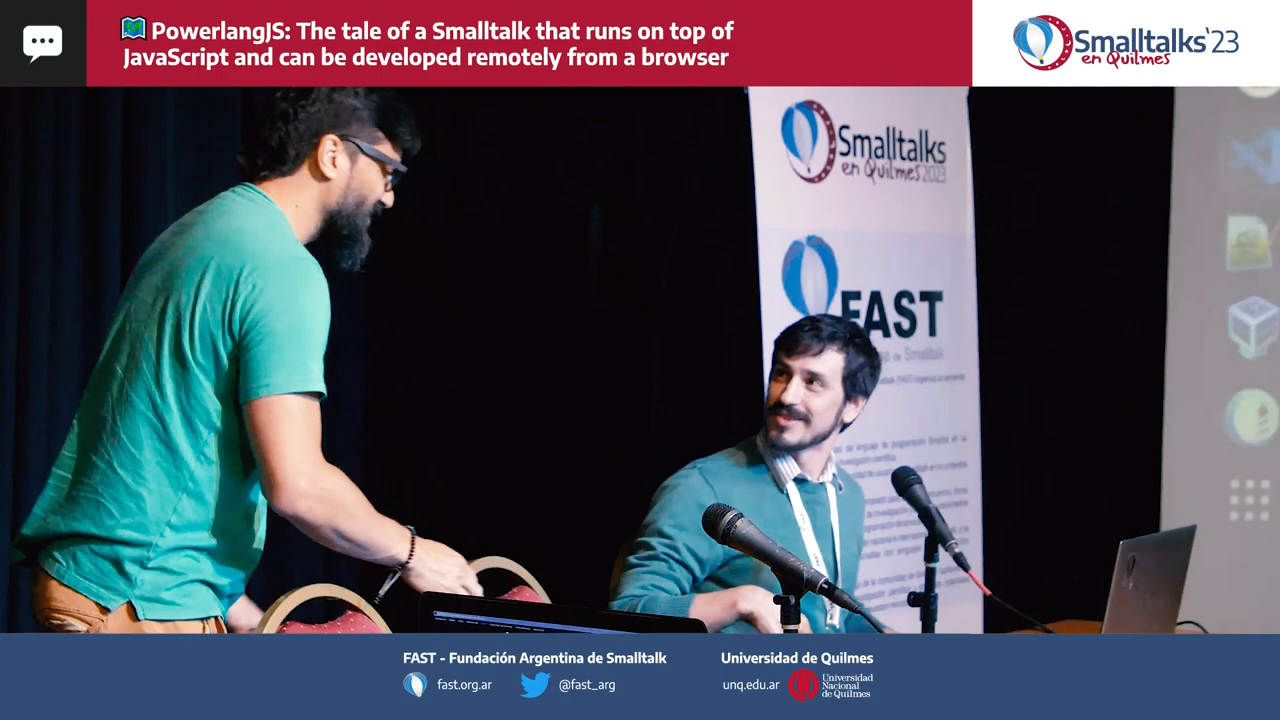 PowerlangJS: The tale of a Smalltalk that runs on top of
JavaScript and can be developed remotely from a browser
Smalltalks'23
en Quilmes
Smalltalks
en Quilmes 2023
FAST
de Smalltalk
FAST - Fundación Argentina de Smalltalk
fast.org.ar
@fast_arg
Universidad de Quilmes
unq.edu.ar
Universidad
Nacional
de Quilmes